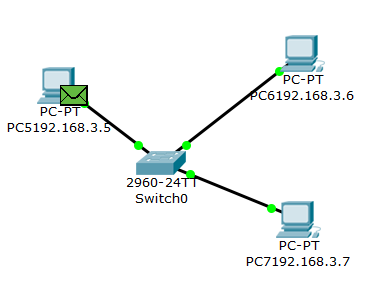 PC-PT
PC5192.168.3.5
PC-PT
PC6192.168.3.6
2960-24TT
Switch0
PC-PT
PC7192.168.3.7